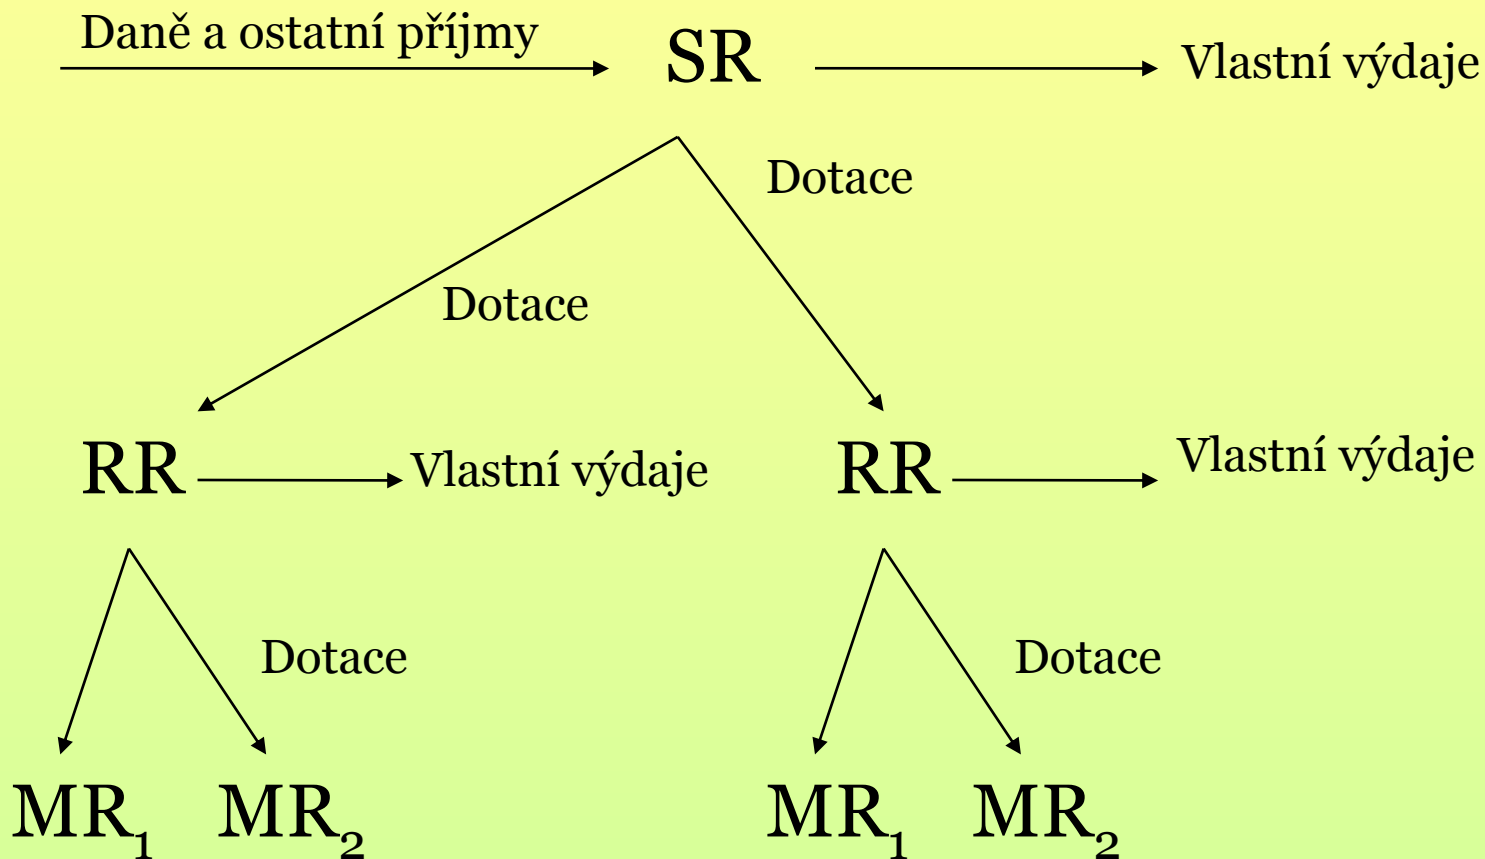 Daně a ostatní příjmy
SR
Vlastní výdaje
Dotace
Dotace
RR
Vlastní výdaje
RR
Vlastní výdaje
Dotace
Dotace
MR₁
MR₂
MR₁
MR₂